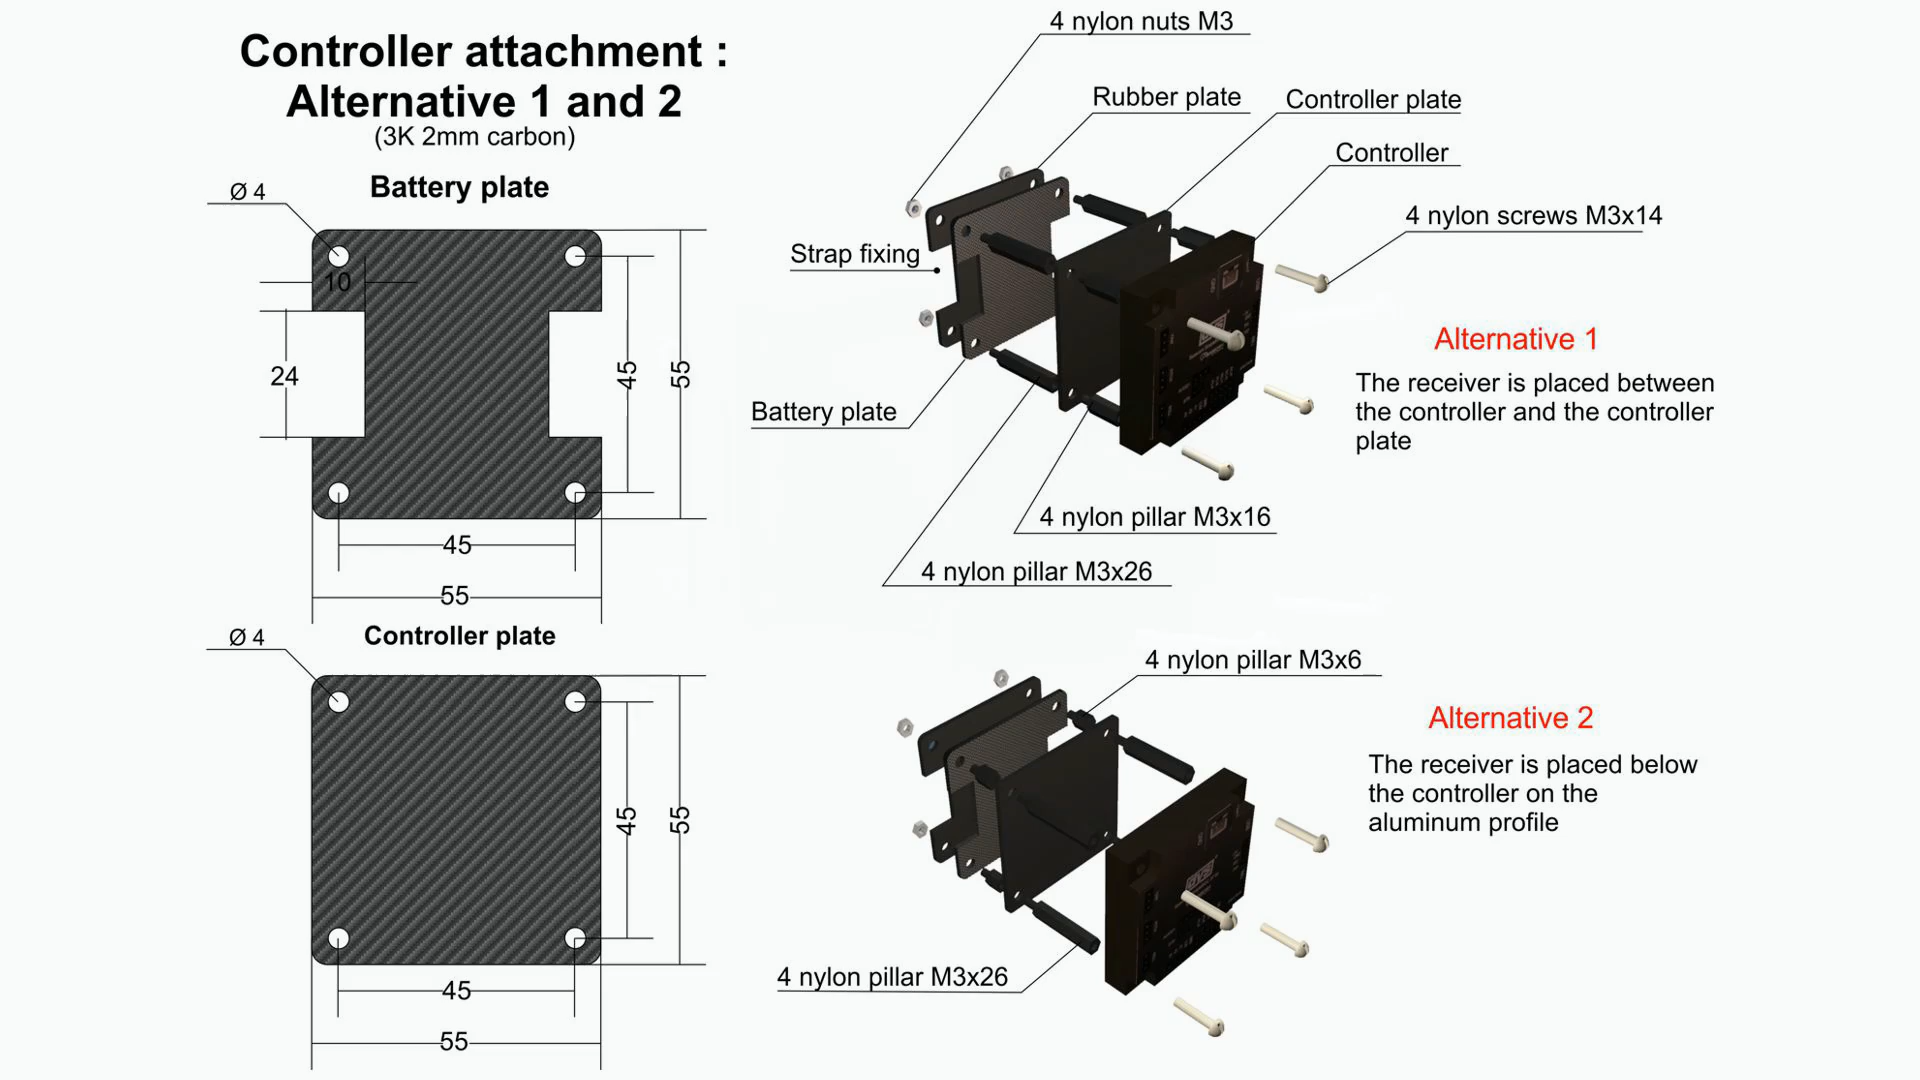 Controller attachment :
Alternative 1 and 2
(3K 2mm carbon)
Battery plate
Ø 4
10
24
45
55
45
55
Controller plate
Ø 4
45
55
45
55
4 nylon nuts M3
Rubber plate
Controller plate
Controller
4 nylon screws M3x14
Strap fixing
Battery plate
4 nylon pillar M3x16
4 nylon pillar M3x26
Alternative 1
The receiver is placed between
the controller and the controller
plate
4 nylon pillar M3x6
4 nylon pillar M3x26
Alternative 2
The receiver is placed below
the controller on the
aluminum profile